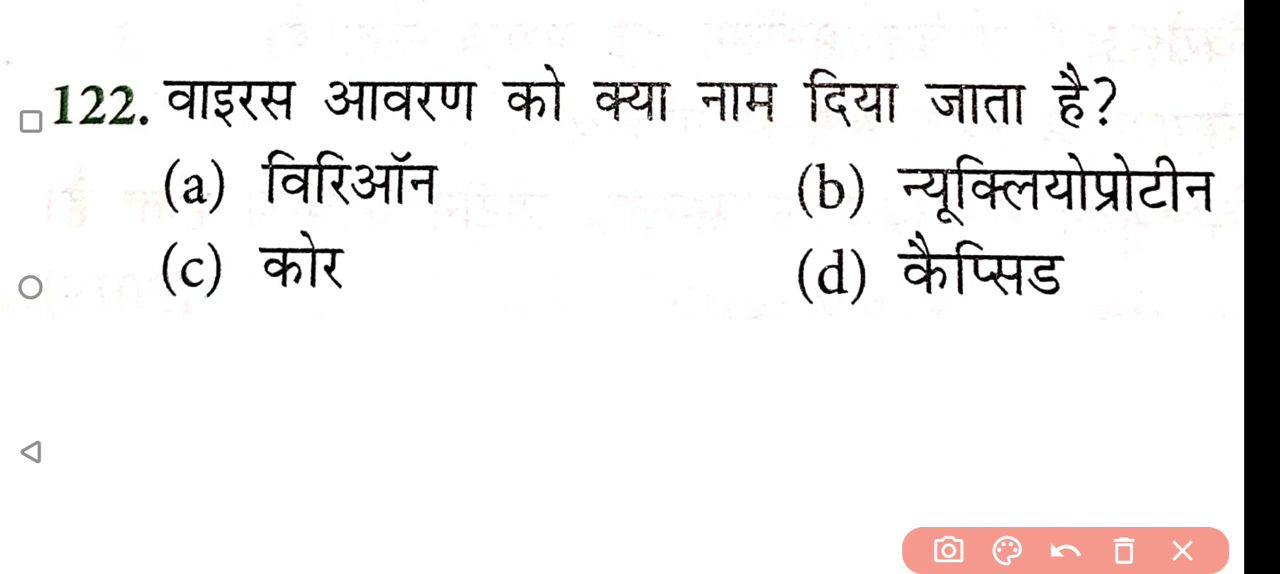 122. वाइरस आवरण को क्या नाम दिया जाता है?
(a) विरिऑन (b) न्यूक्लियोप्रोटीन
(c) कोर (d) कैप्सिड